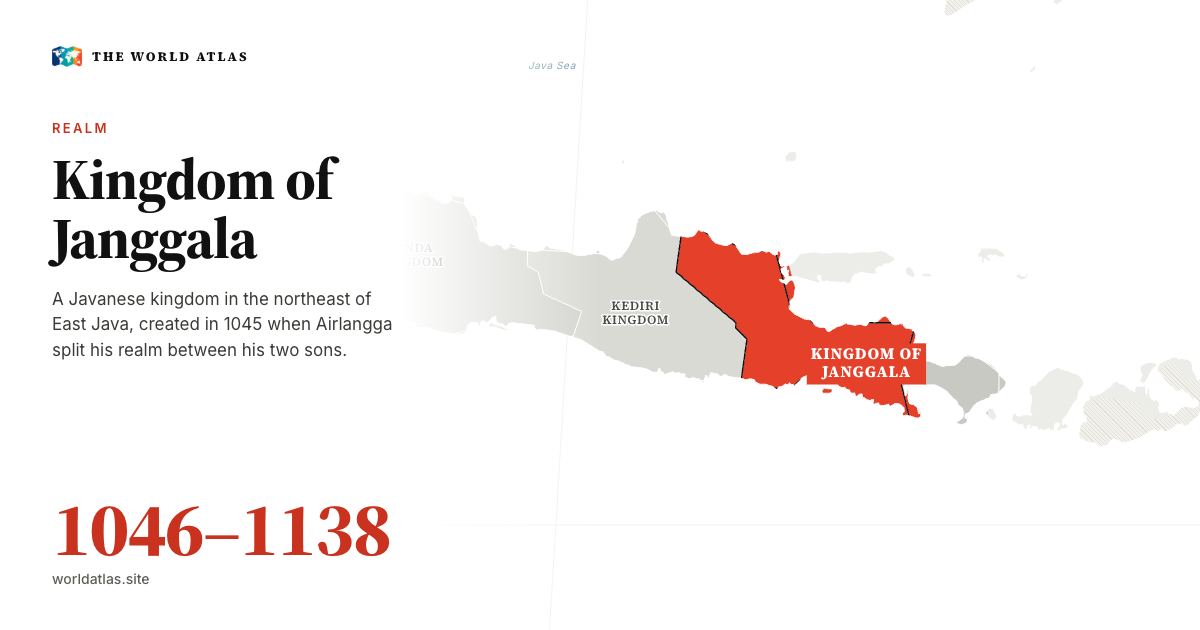 THE WORLD ATLAS
Java Sea
REALM
Kingdom of
Janggala
A Javanese kingdom in the northeast of
East Java, created in 1045 when Airlangga
split his realm between his two sons.
KEDIRI
KINGDOM
KINGDOM OF
JANGGALA
1046–1138
worldatlas.site